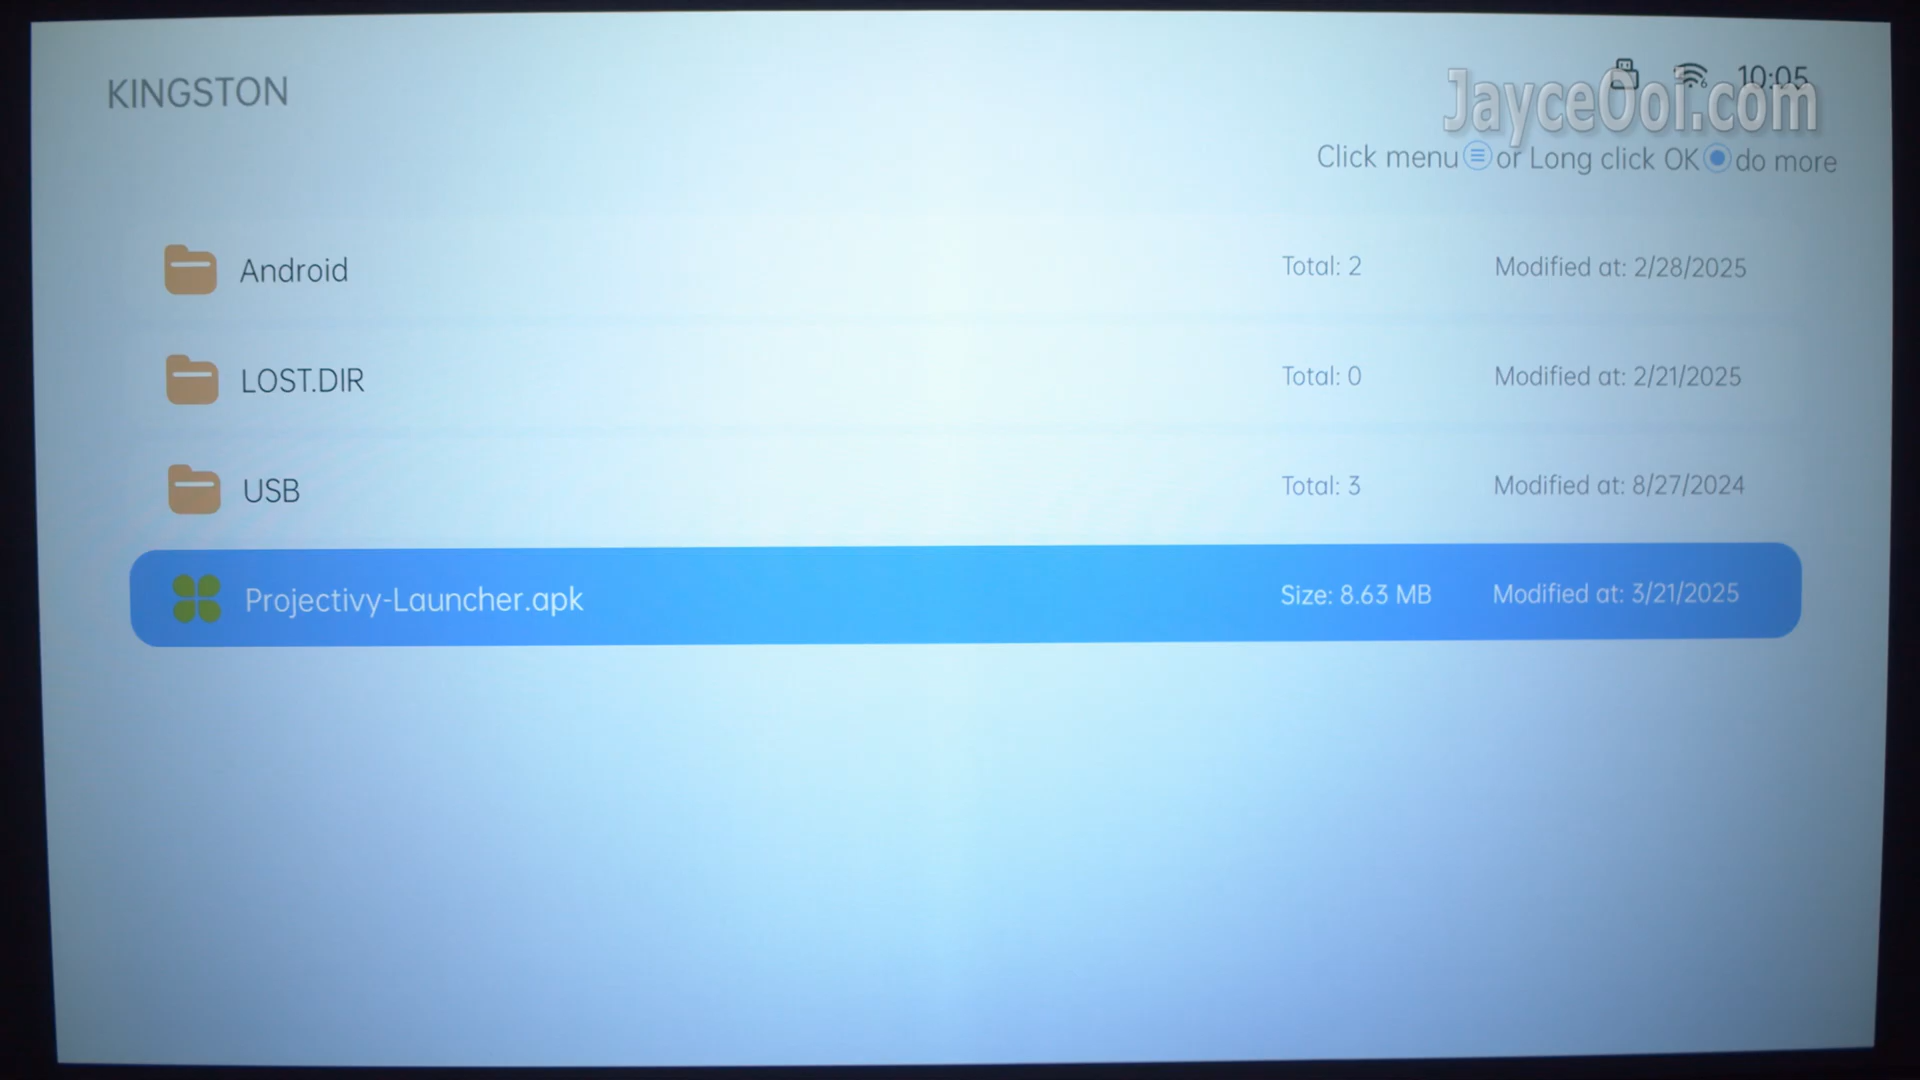 KINGSTON
10:05
JayceOoi.com
Click menu or Long click OK do more
Android Total: 2 Modified at: 2/28/2025
LOST.DIR Total: 0 Modified at: 2/21/2025
USB Total: 3 Modified at: 8/27/2024
Projectivy-Launcher.apk Size: 8.63 MB Modified at: 3/21/2025